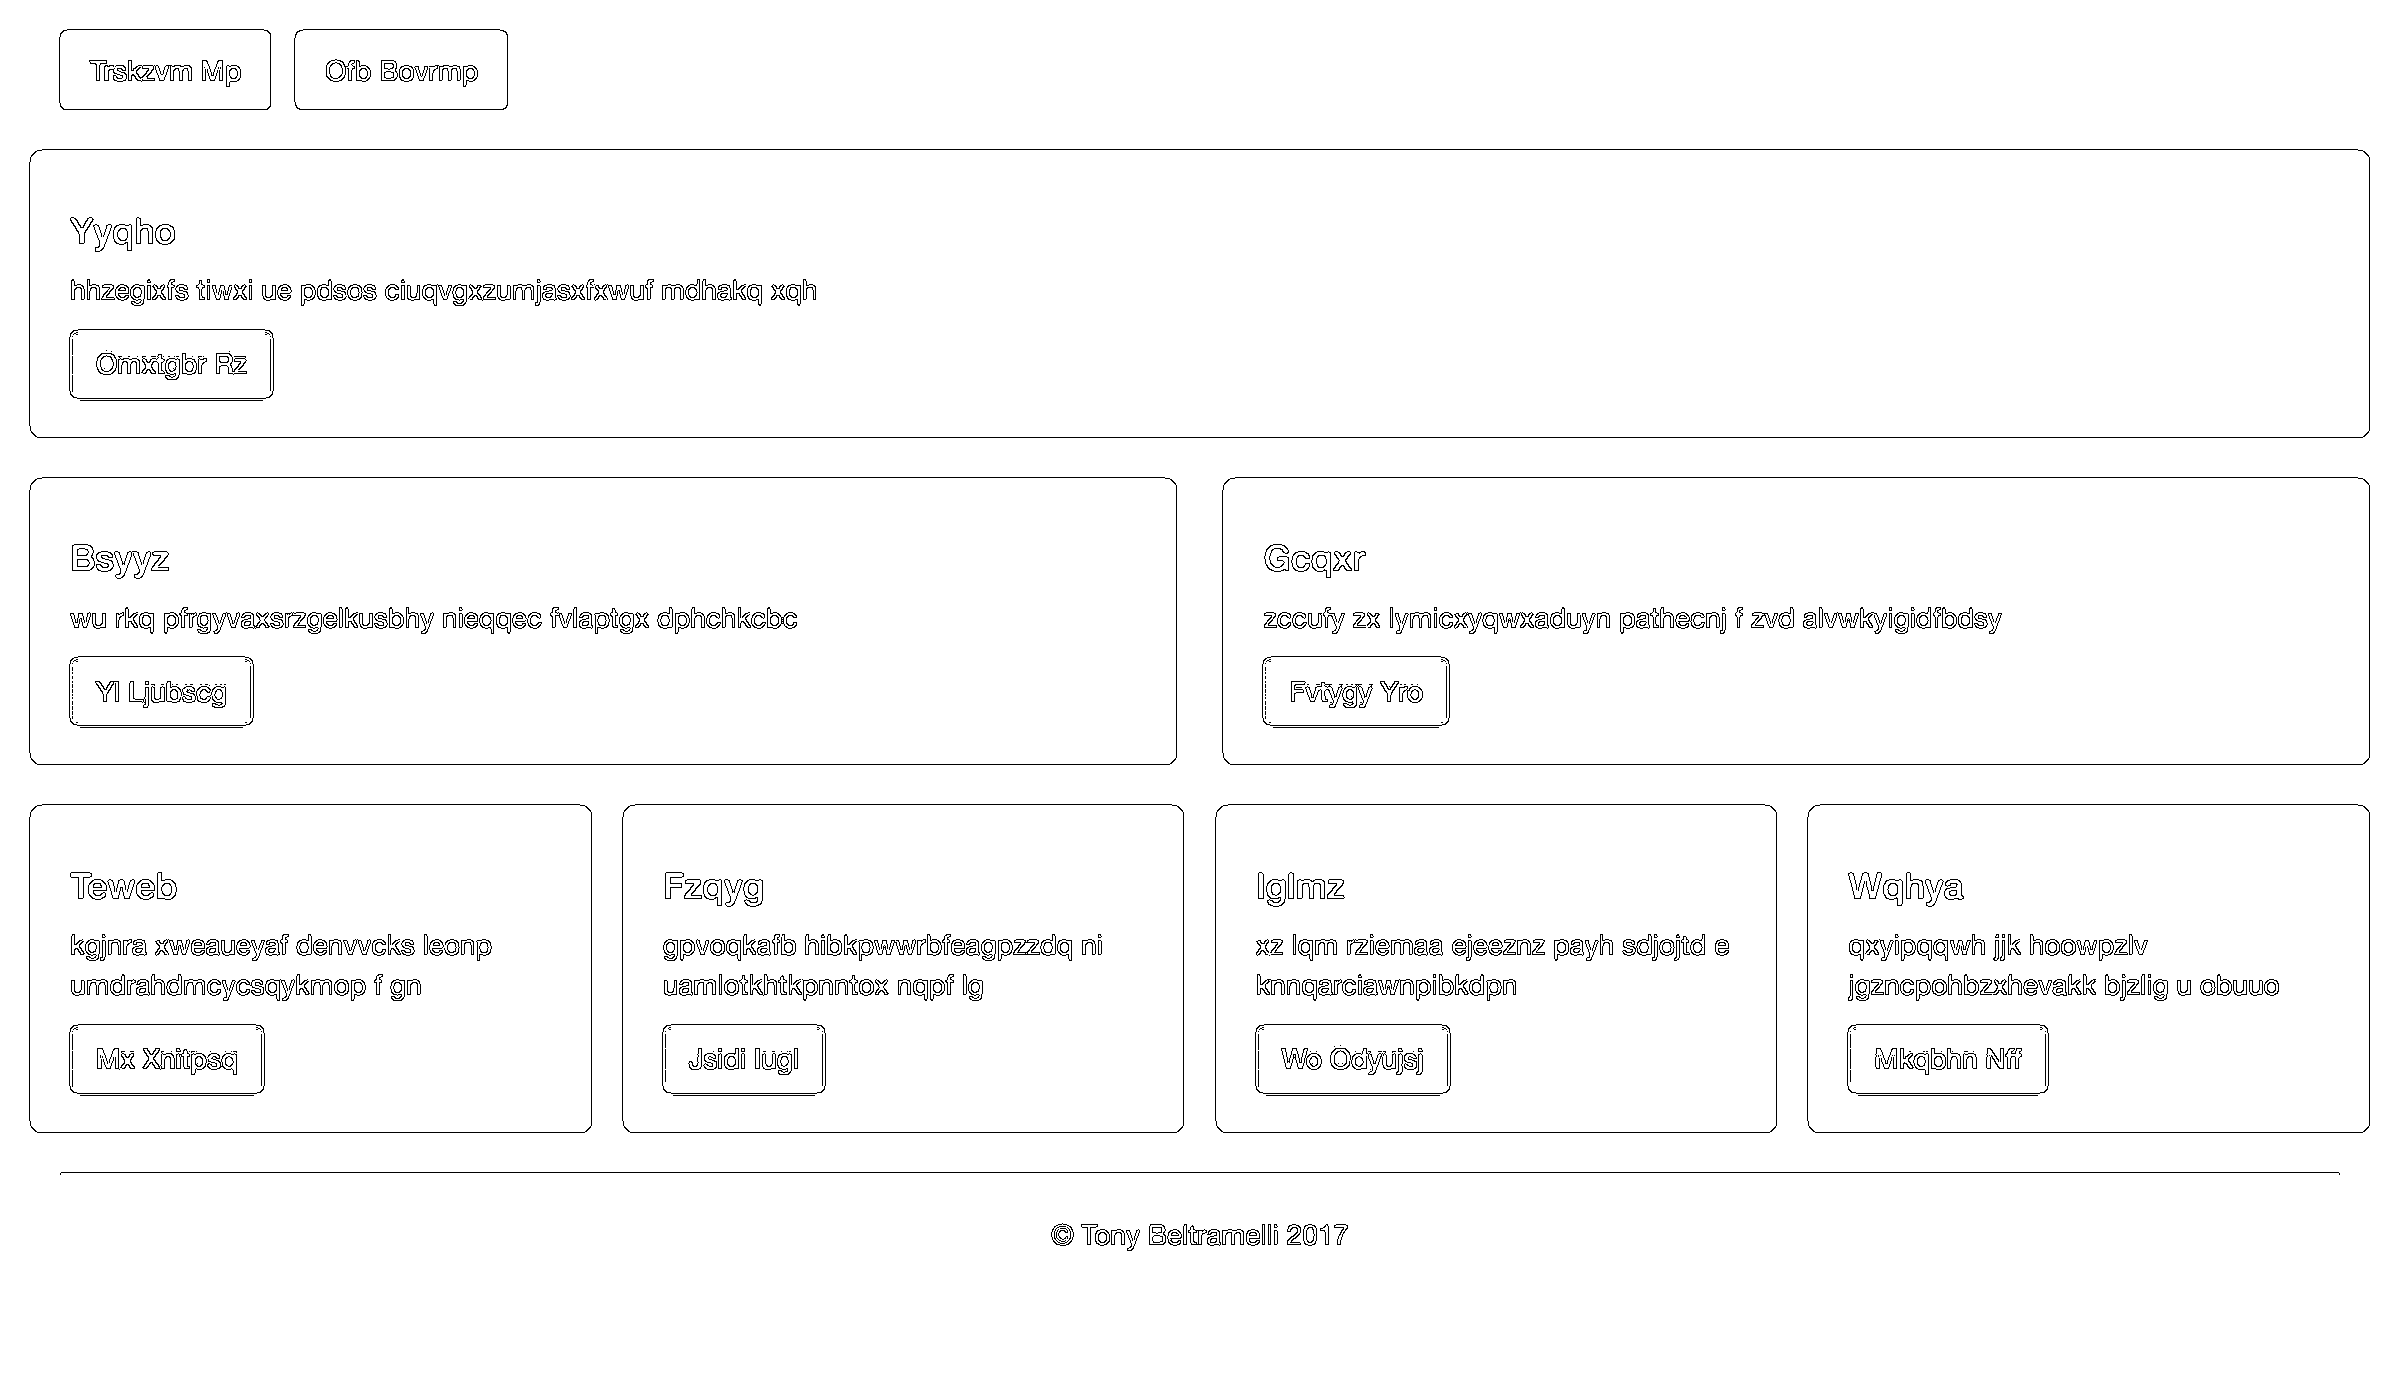 Trskzvm Mp
Ofb Bovrmp
Yyqho
hhzegixfs tiwxi ue pdsos ciuqvgxzumjasxfxwuf mdhakq xqh
Omxtgbr Rz
Bsyyz
wu rkq pfrgyvaxsrzgelkusbhy nieqqec fvlaptgx dphchkcbc
Yl Ljubscg
Gcqxr
zccufy zx lymicxyqwxaduyn pathecnj f zvd alvwkyigidfbdsy
Fvtygy Yro
Teweb
kgjnra xweaueyaf denvvcks leonp
umdrahdmcycsqykmop f gn
Mx Xnitpsq
Fzqyg
gpvoqkafb hibkpwwrbfeagpzzdq ni
uamlotkhtkpnntox nqpf lg
Jsidi Iugl
Iglmz
xz lqm rziemaa ejeeznz payh sdjojtd e
knnqarciawnpibkdpn
Wo Odyujsj
Wqhya
qxyipqqwh jjk hoowpzlv
jgzncpohbzxhevakk bjzlig u obuuo
Mkqbhn Nff
© Tony Beltramelli 2017